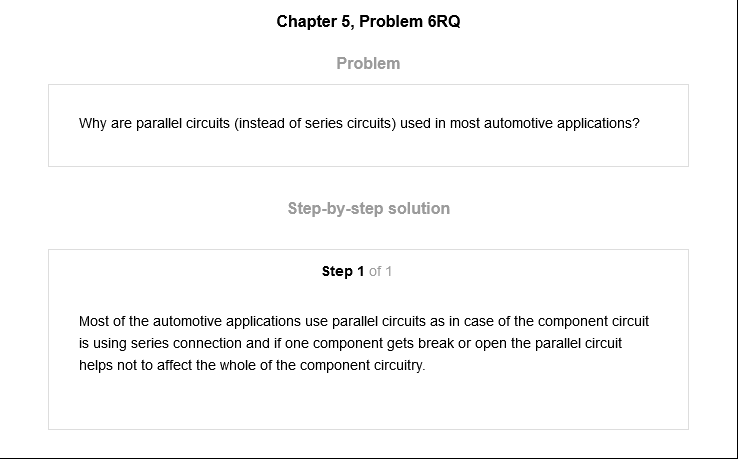 Chapter 5, Problem 6RQ
Problem
Why are parallel circuits (instead of series circuits) used in most automotive applications?
Step-by-step solution
Step 1 of 1
Most of the automotive applications use parallel circuits as in case of the component circuit
is using series connection and if one component gets break or open the parallel circuit
helps not to affect the whole of the component circuitry.